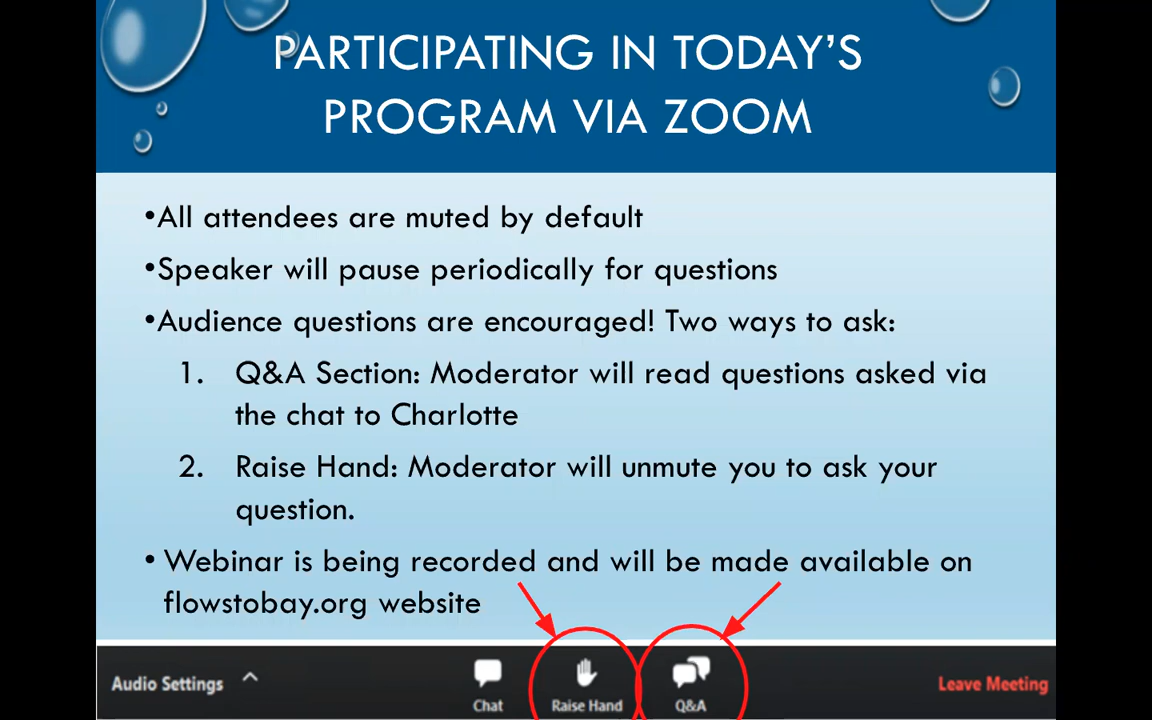 PARTICIPATING IN TODAY’S
PROGRAM VIA ZOOM
•All attendees are muted by default
•Speaker will pause periodically for questions
•Audience questions are encouraged! Two ways to ask:
1. Q&A Section: Moderator will read questions asked via
the chat to Charlotte
2. Raise Hand: Moderator will unmute you to ask your
question.
• Webinar is being recorded and will be made available on
flowstobay.org website
Audio Settings Chat Raise Hand Q&A Leave Meeting